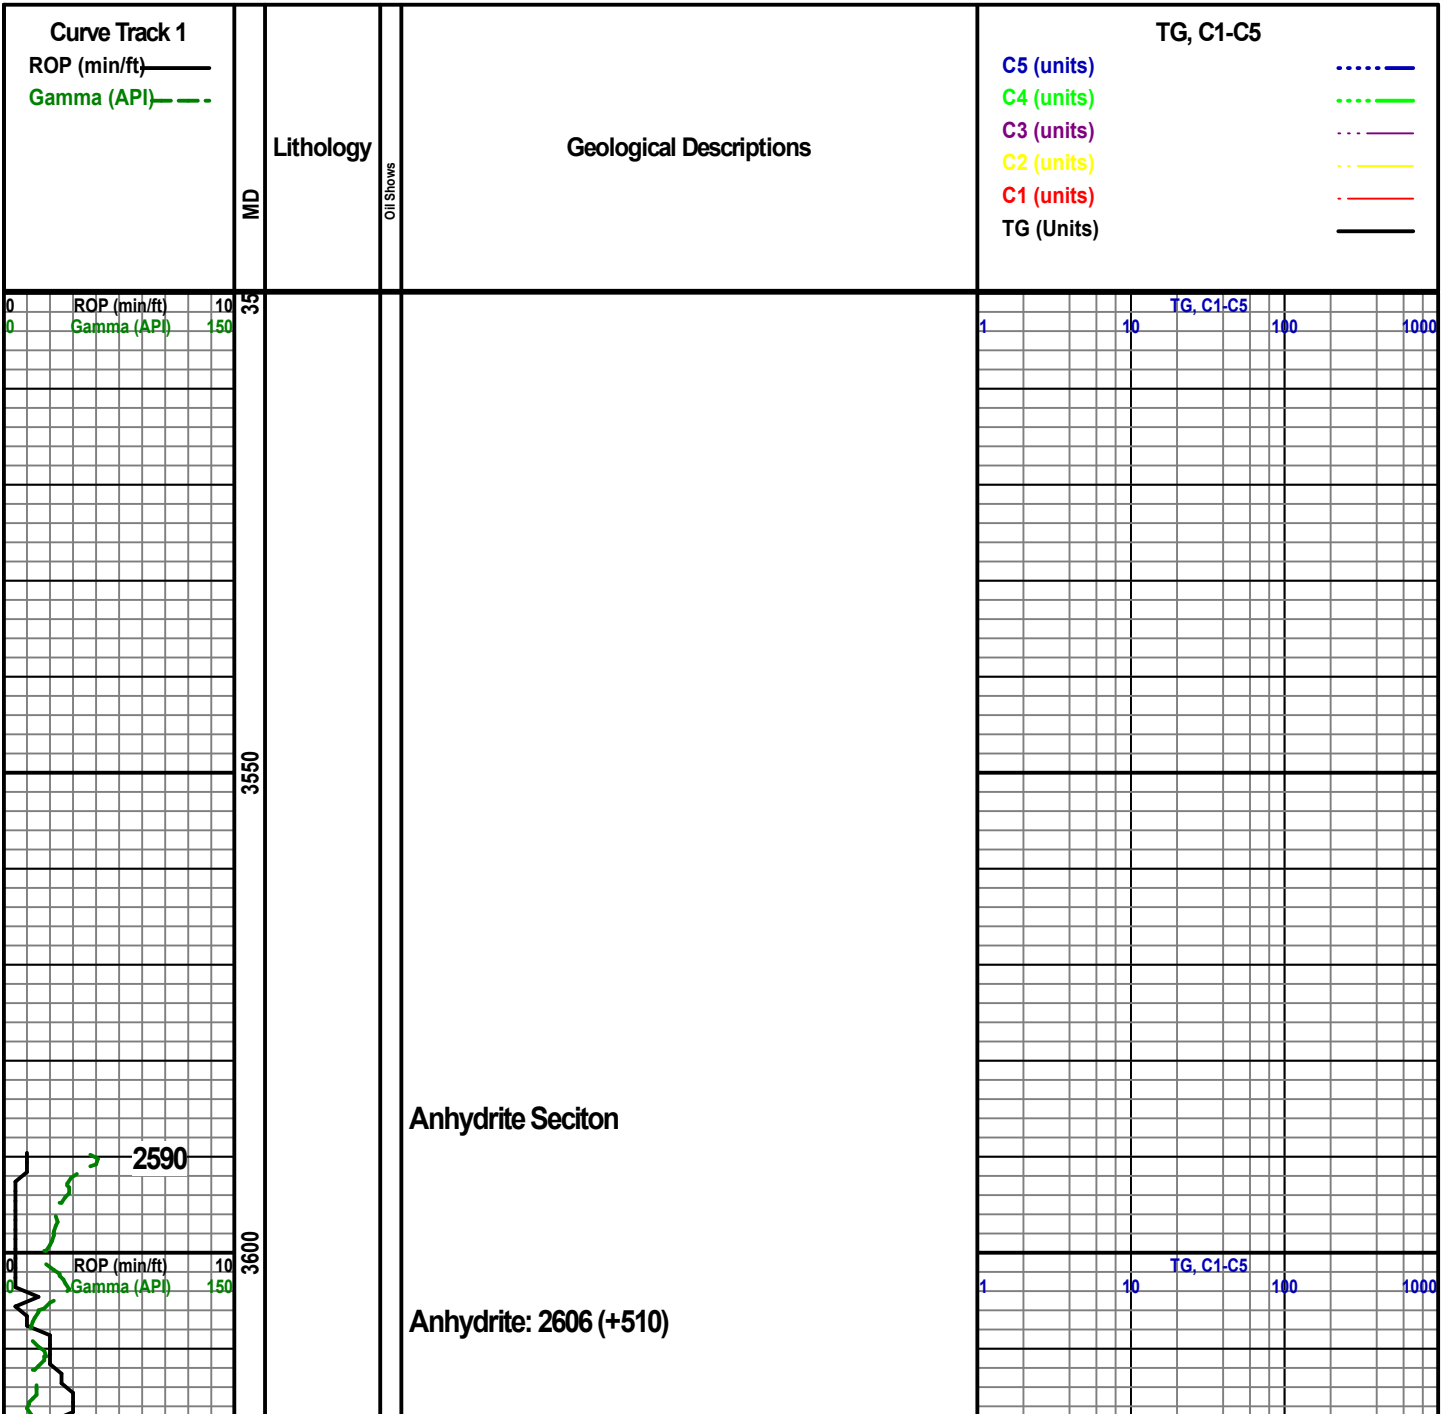 Curve Track 1
ROP (min/ft)
Gamma (API)
MD
Lithology
Oil Shows
Geological Descriptions
TG, C1-C5
C5 (units)
C4 (units)
C3 (units)
C2 (units)
C1 (units)
TG (Units)
0 ROP (min/ft) 10
0 Gamma (API) 150
35
TG, C1-C5
1 10 100 1000
3550
Anhydrite Seciton
2590
3600
0 ROP (min/ft) 10
0 Gamma (API) 150
TG, C1-C5
1 10 100 1000
Anhydrite: 2606 (+510)